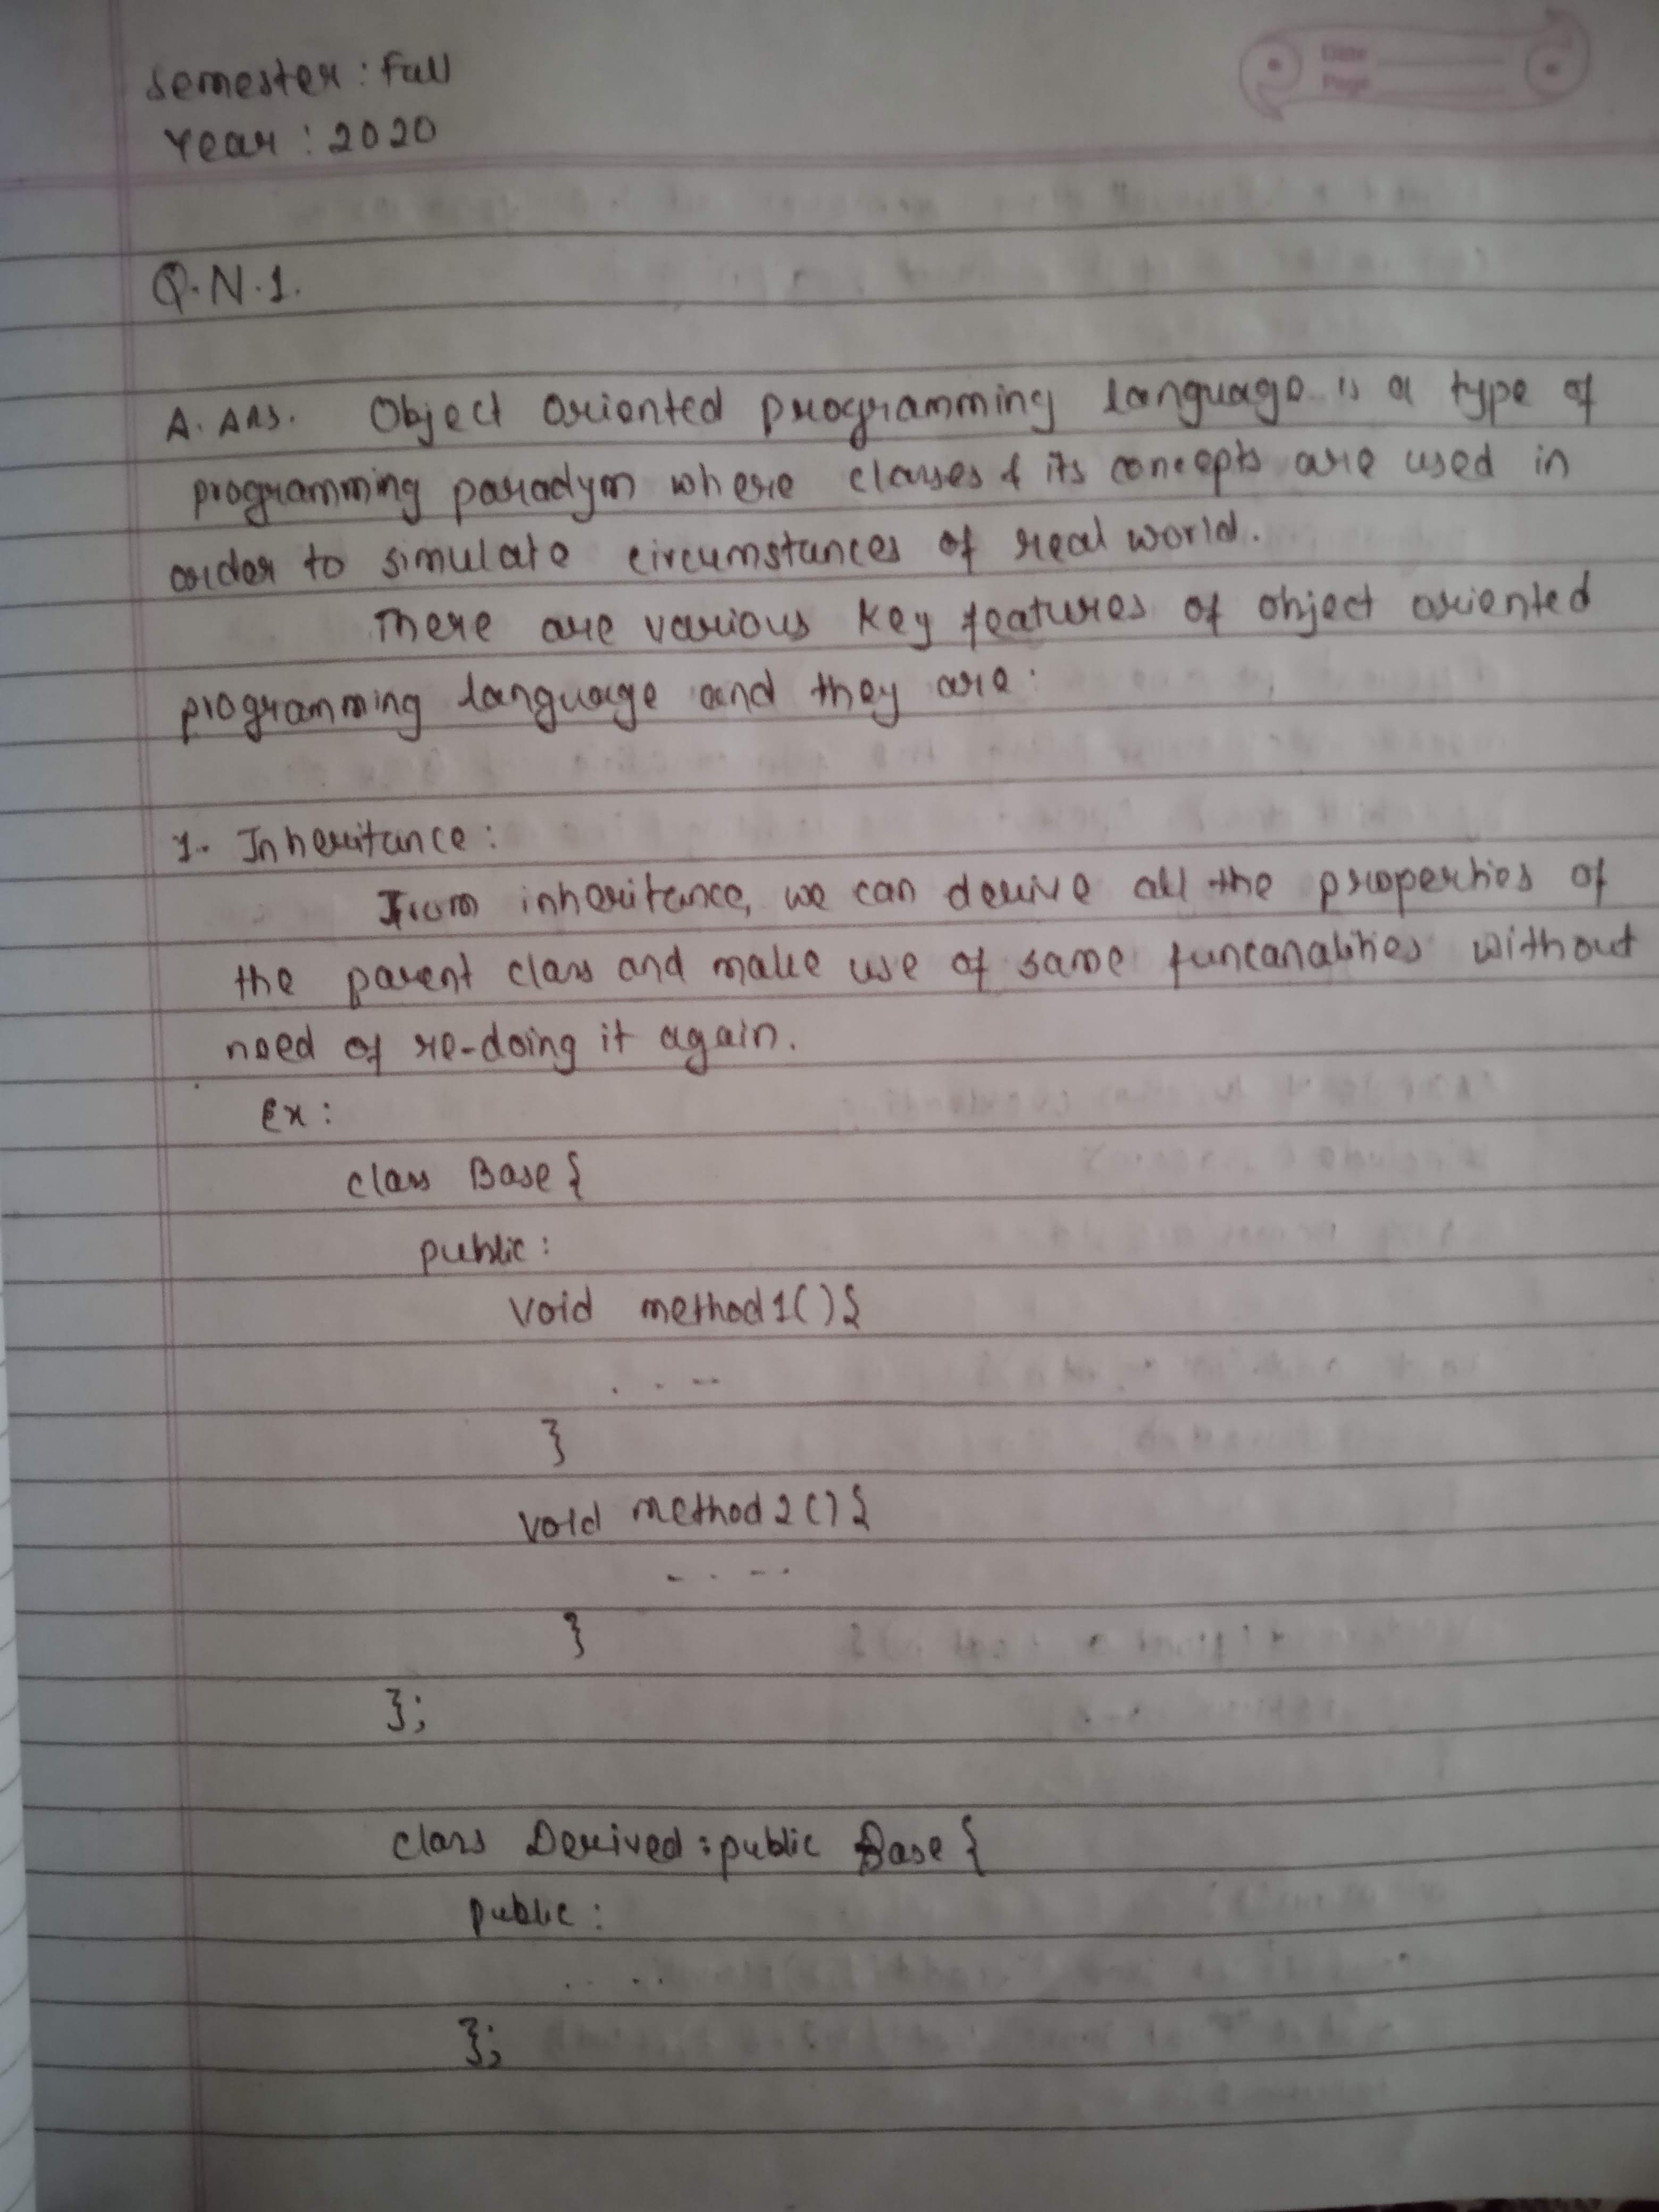 Semester : Fall
Year : 2020
Date
Page
Q.N.1.
A. Ans. Object oriented programming language is a type of
programming paradym where classes & its concepts are used in
order to simulate circumstances of real world.
There are various key features of object oriented
programming language and they are:
1. Inheritance:
From inheritance, we can derive all the properties of
the parent class and make use of same funcanalities without
need of re-doing it again.
Ex:
class Base {
public:
void method1(){
. . --
}
void method2(){
- . - - .
}
};
class Derived : public Base {
public:
. . . .
};